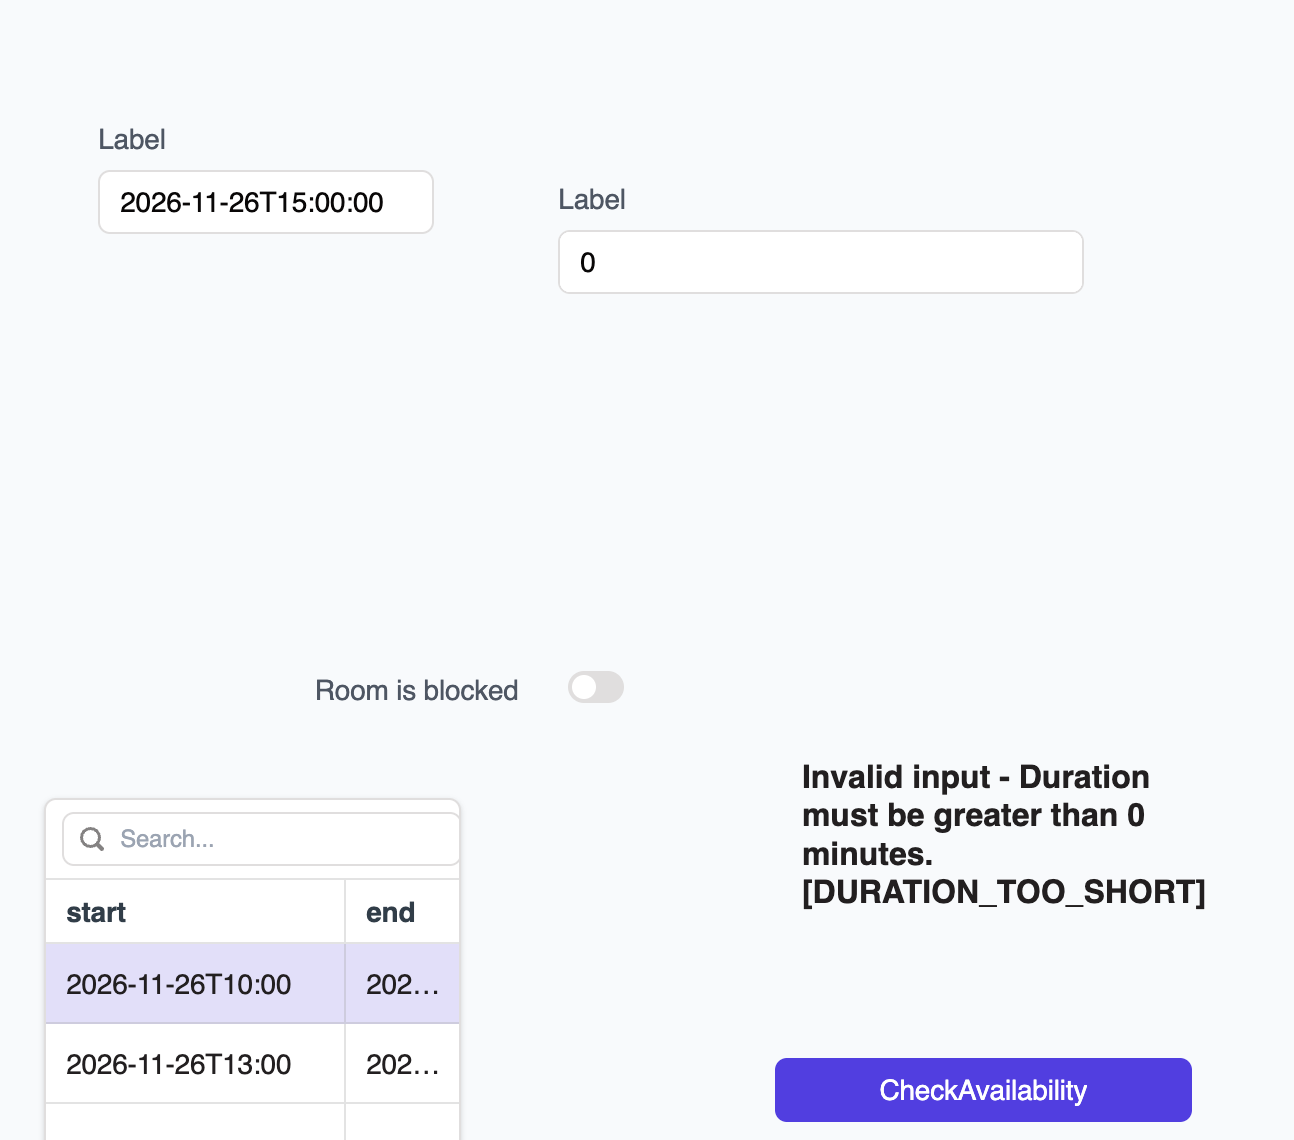 Label
2026-11-26T15:00:00
Label
0
Room is blocked
Invalid input - Duration
must be greater than 0
minutes.
[DURATION_TOO_SHORT]
Search...
start end
2026-11-26T10:00 202...
2026-11-26T13:00 202...
CheckAvailability